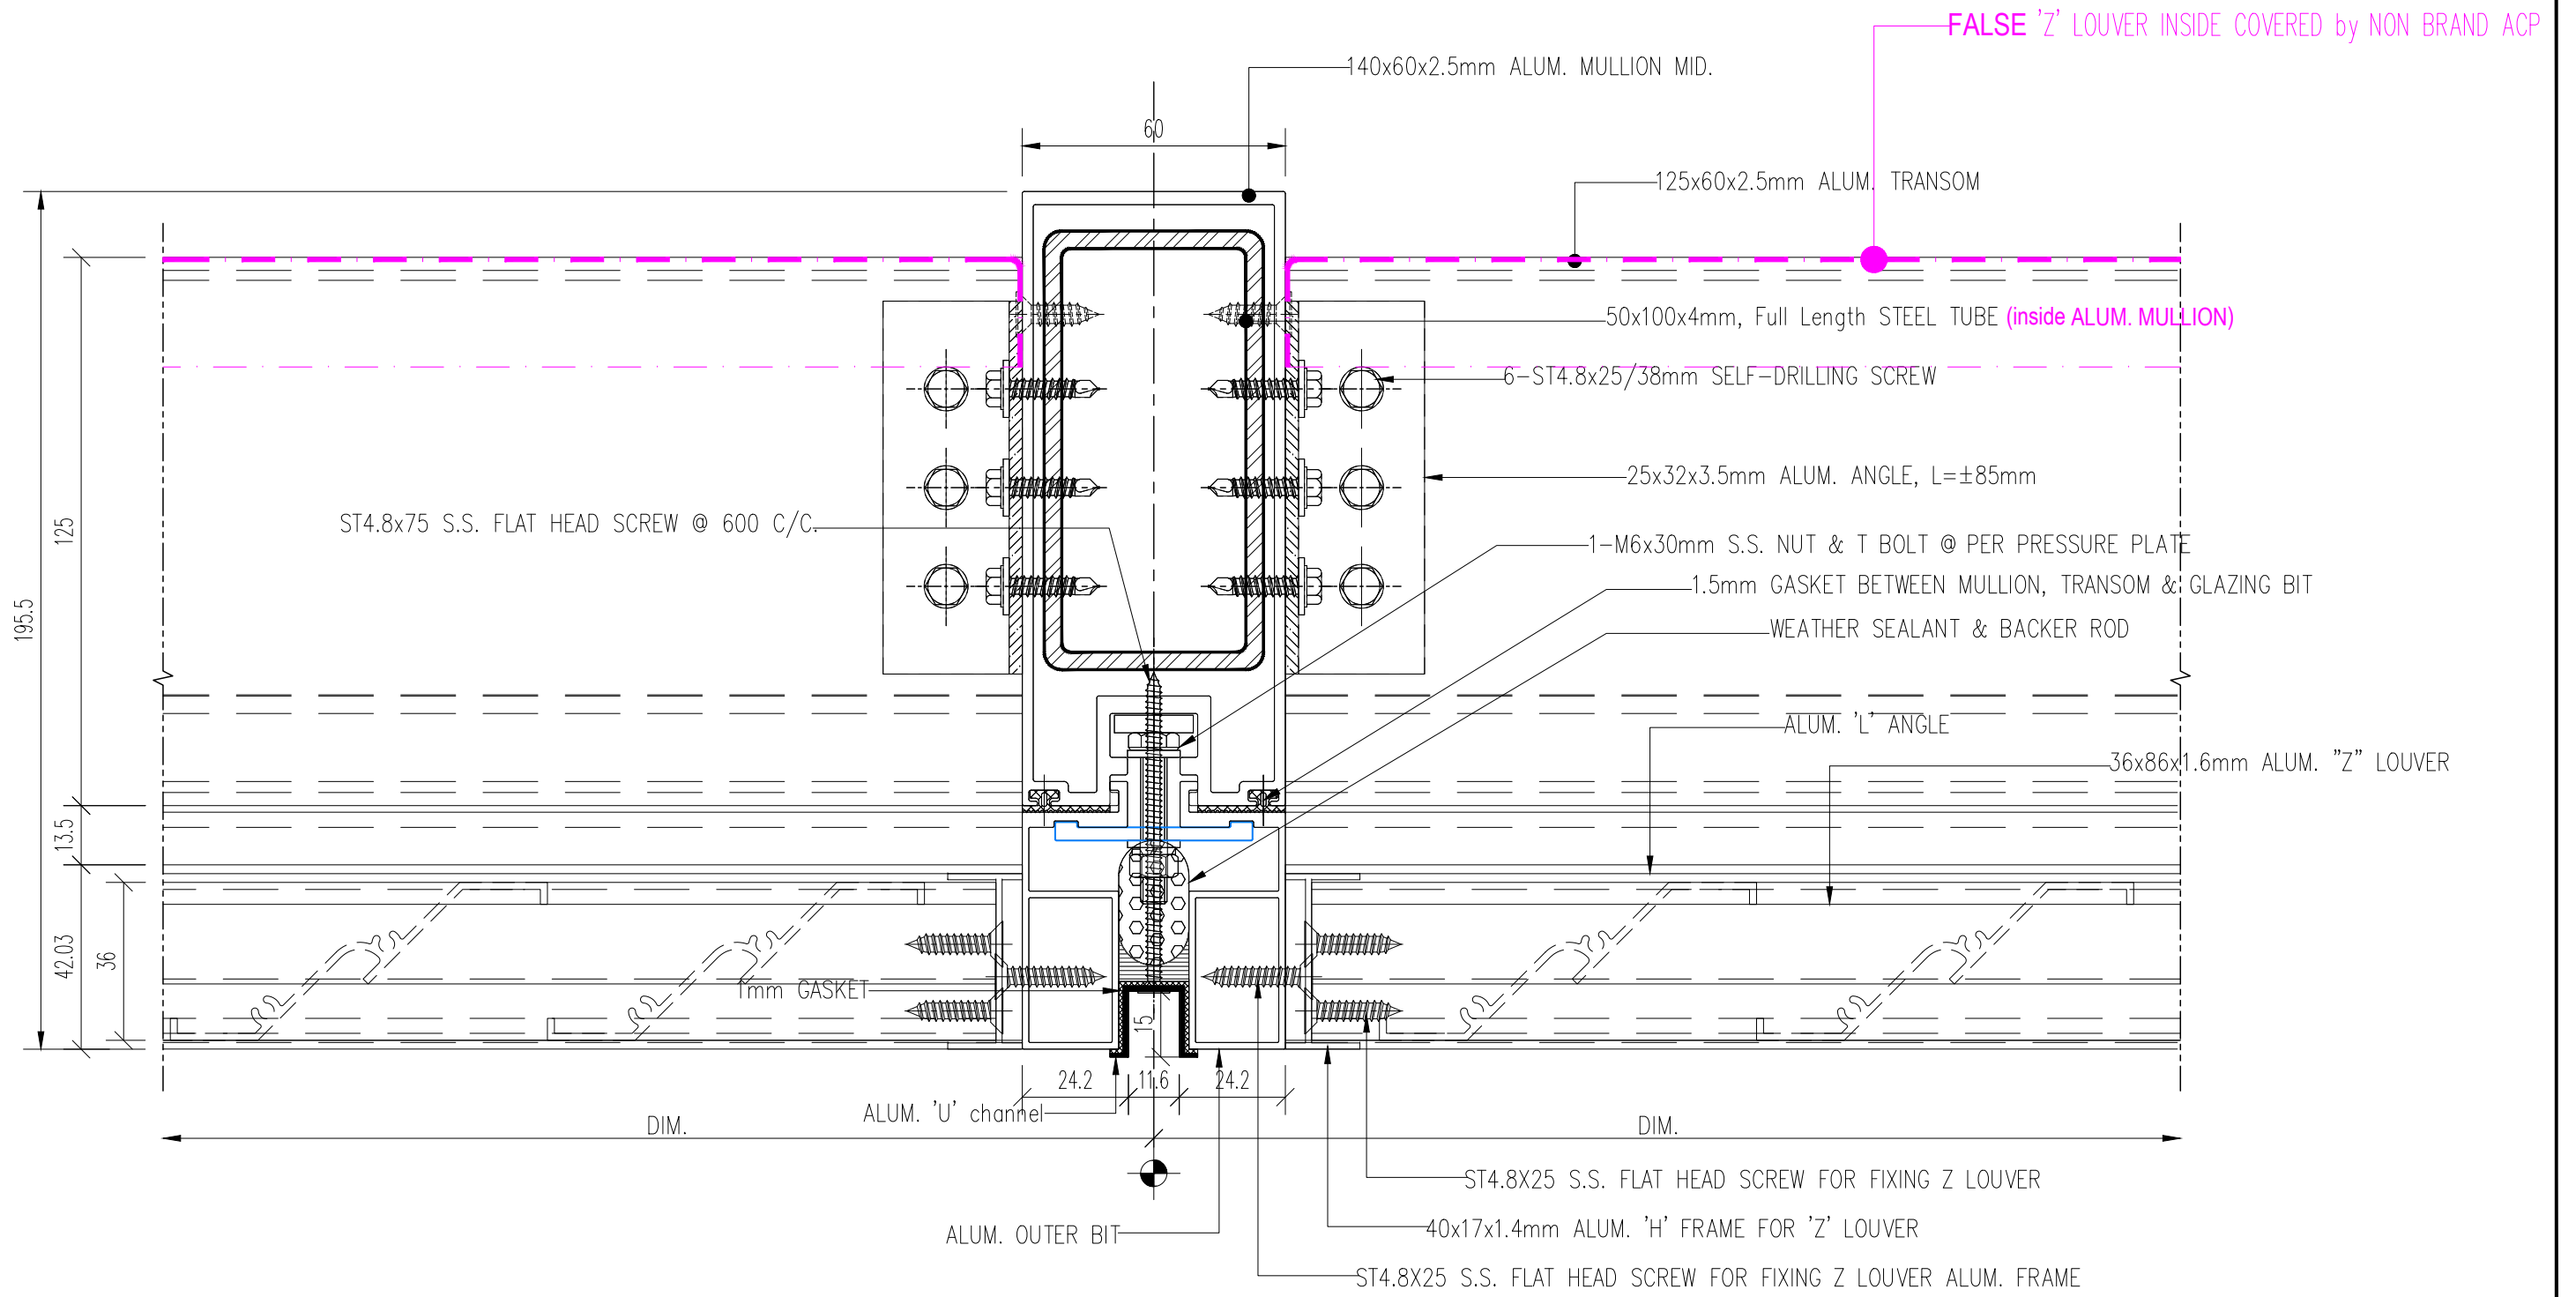 FALSE 'Z' LOUVER INSIDE COVERED by NON BRAND ACP
140x60x2.5mm ALUM. MULLION MID.
60
125x60x2.5mm ALUM. TRANSOM
50x100x4mm, Full Length STEEL TUBE (inside ALUM. MULLION)
6-ST4.8x25/38mm SELF-DRILLING SCREW
25x32x3.5mm ALUM. ANGLE, L=±85mm
ST4.8x75 S.S. FLAT HEAD SCREW @ 600 C/C.
125
1-M6x30mm S.S. NUT & T BOLT @ PER PRESSURE PLATE
1.5mm GASKET BETWEEN MULLION, TRANSOM & GLAZING BIT
195.5
WEATHER SEALANT & BACKER ROD
ALUM. 'L' ANGLE
36x86x1.6mm ALUM. "Z" LOUVER
13.5
42.03
36
1mm GASKET
15
24.2
11.6
24.2
ALUM. 'U' channel
DIM.
DIM.
ST4.8X25 S.S. FLAT HEAD SCREW FOR FIXING Z LOUVER
40x17x1.4mm ALUM. 'H' FRAME FOR 'Z' LOUVER
ALUM. OUTER BIT
ST4.8X25 S.S. FLAT HEAD SCREW FOR FIXING Z LOUVER ALUM. FRAME